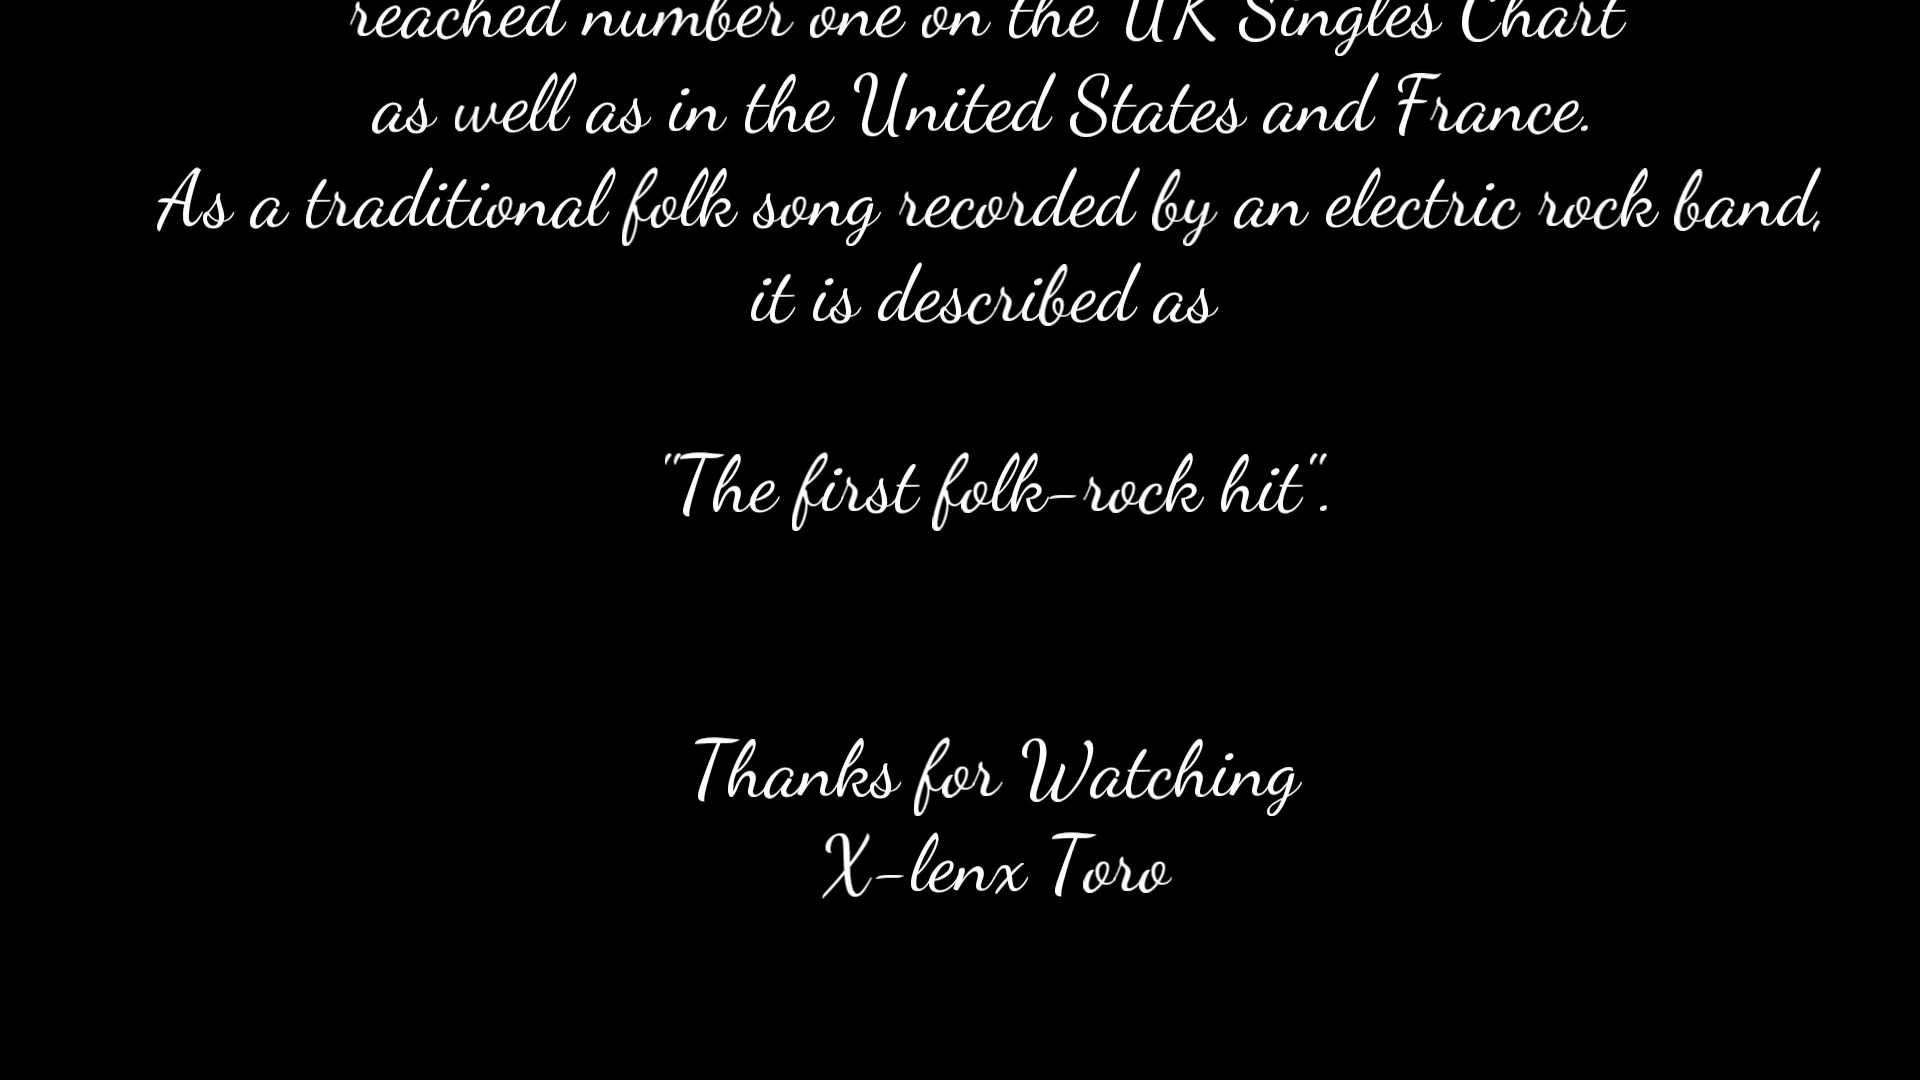 reached number one on the UK Singles Chart
as well as in the United States and France.
As a traditional folk song recorded by an electric rock band,
it is described as
"The first folk-rock hit".
Thanks for Watching
X-lenx Toro